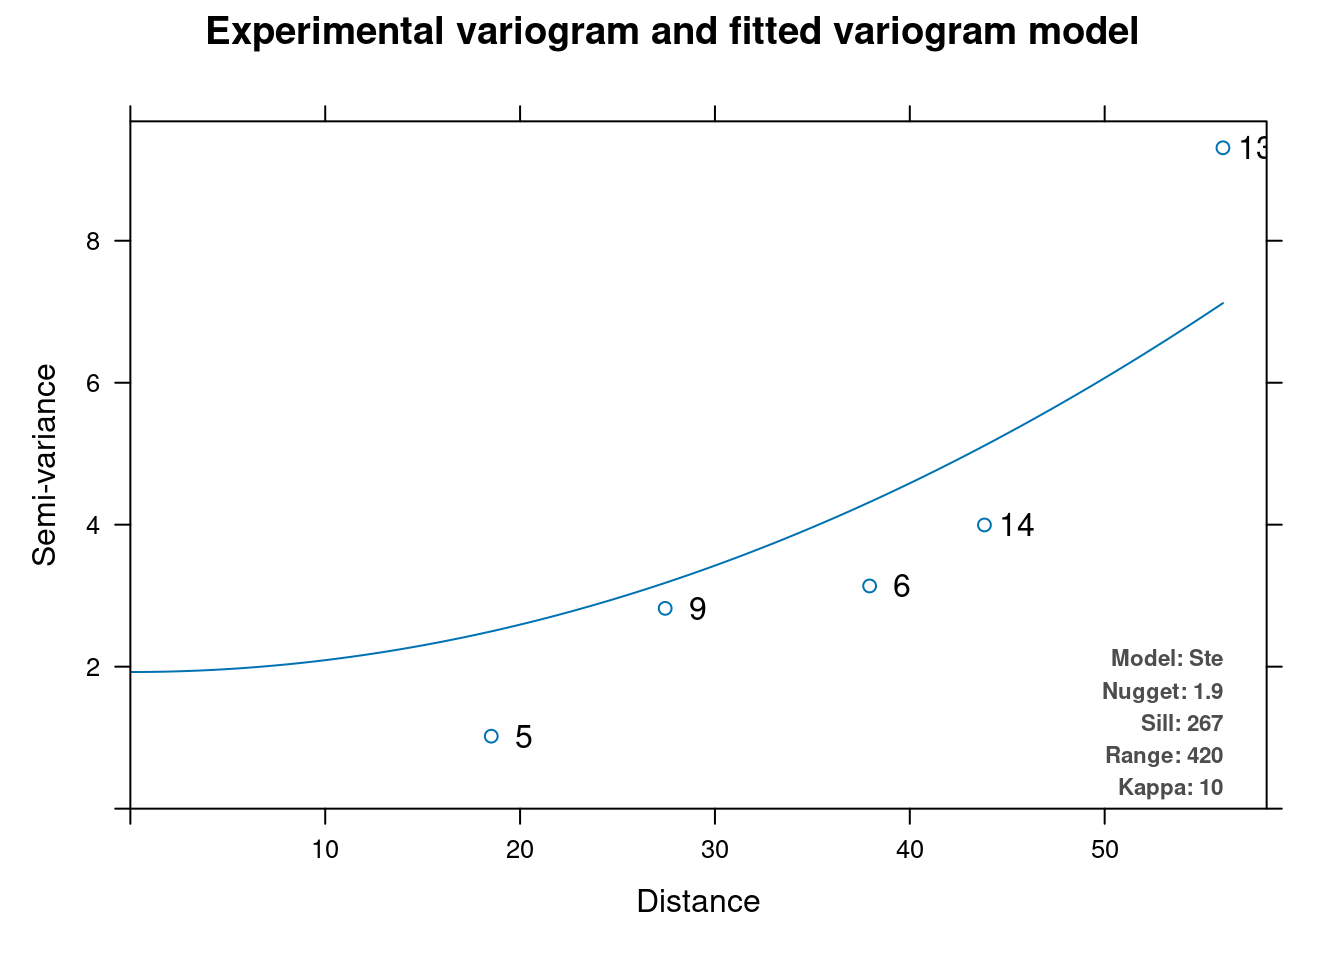 Experimental variogram and fitted variogram model
13
8
6
4
2
Semi-variance
14
6
9
5
Model: Ste
Nugget: 1.9
Sill: 267
Range: 420
Kappa: 10
10 20 30 40 50
Distance